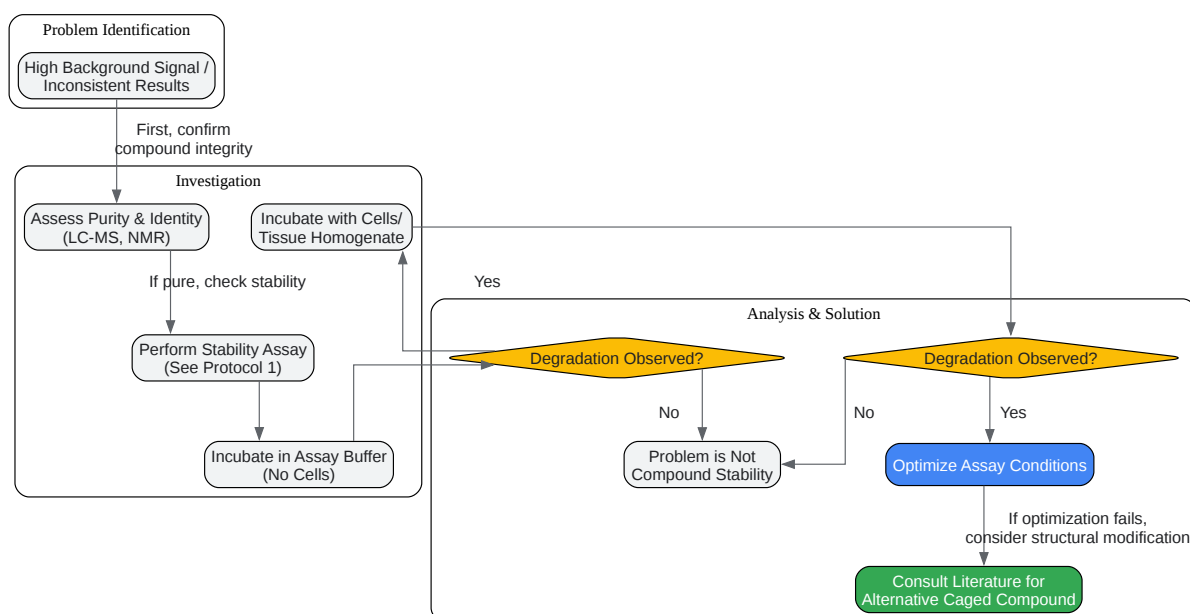 Problem Identification
High Background Signal /
Inconsistent Results
First, confirm
compound integrity
Investigation
Assess Purity & Identity
(LC-MS, NMR)
Incubate with Cells/
Tissue Homogenate
If pure, check stability
Yes
Analysis & Solution
Perform Stability Assay
(See Protocol 1)
Degradation Observed?
Degradation Observed?
No
No
Yes
Incubate in Assay Buffer
(No Cells)
Problem is Not
Compound Stability
Optimize Assay Conditions
If optimization fails,
consider structural modification
Consult Literature for
Alternative Caged Compound